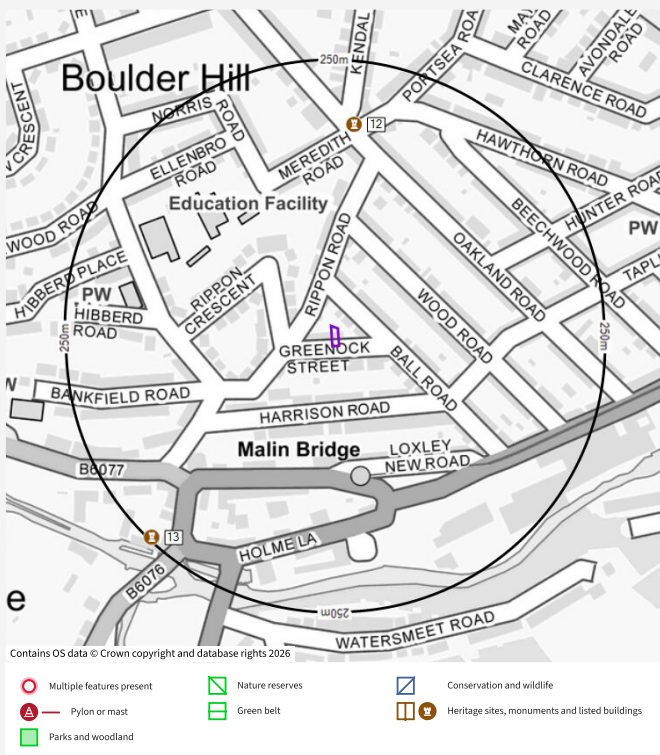 KENDAL
PORTSEA ROA
MA
ROAD
AVONDALE
ROAD
250m
Boulder Hill
CLARENCE ROAD
CRESCENT
NORRIS
ROAD
12
HAWTHORN ROAD
MEREDITH
ROAD
ELLENBRO
ROAD
Education Facility
HUNTER ROAD
BEECHWOOD ROAD
PW
WOOD ROAD
OAKLAND ROAD
RIPPON ROAD
TAPL
HIBBERD PLACE
PW
RIPPON
CRESCENT
HIBBERD
ROAD
WOOD ROAD
250m
250m
GREENOCK
STREET
BALL ROAD
BANKFIELD ROAD
HARRISON ROAD
Malin Bridge
LOXLEY
NEW ROAD
B6077
13
HOLME LA
B6076
e
250m
WATERSMEET ROAD
Contains OS data © Crown copyright and database rights 2026
Multiple features present
Nature reserves
Conservation and wildlife
Pylon or mast
Green belt
Heritage sites, monuments and listed buildings
Parks and woodland